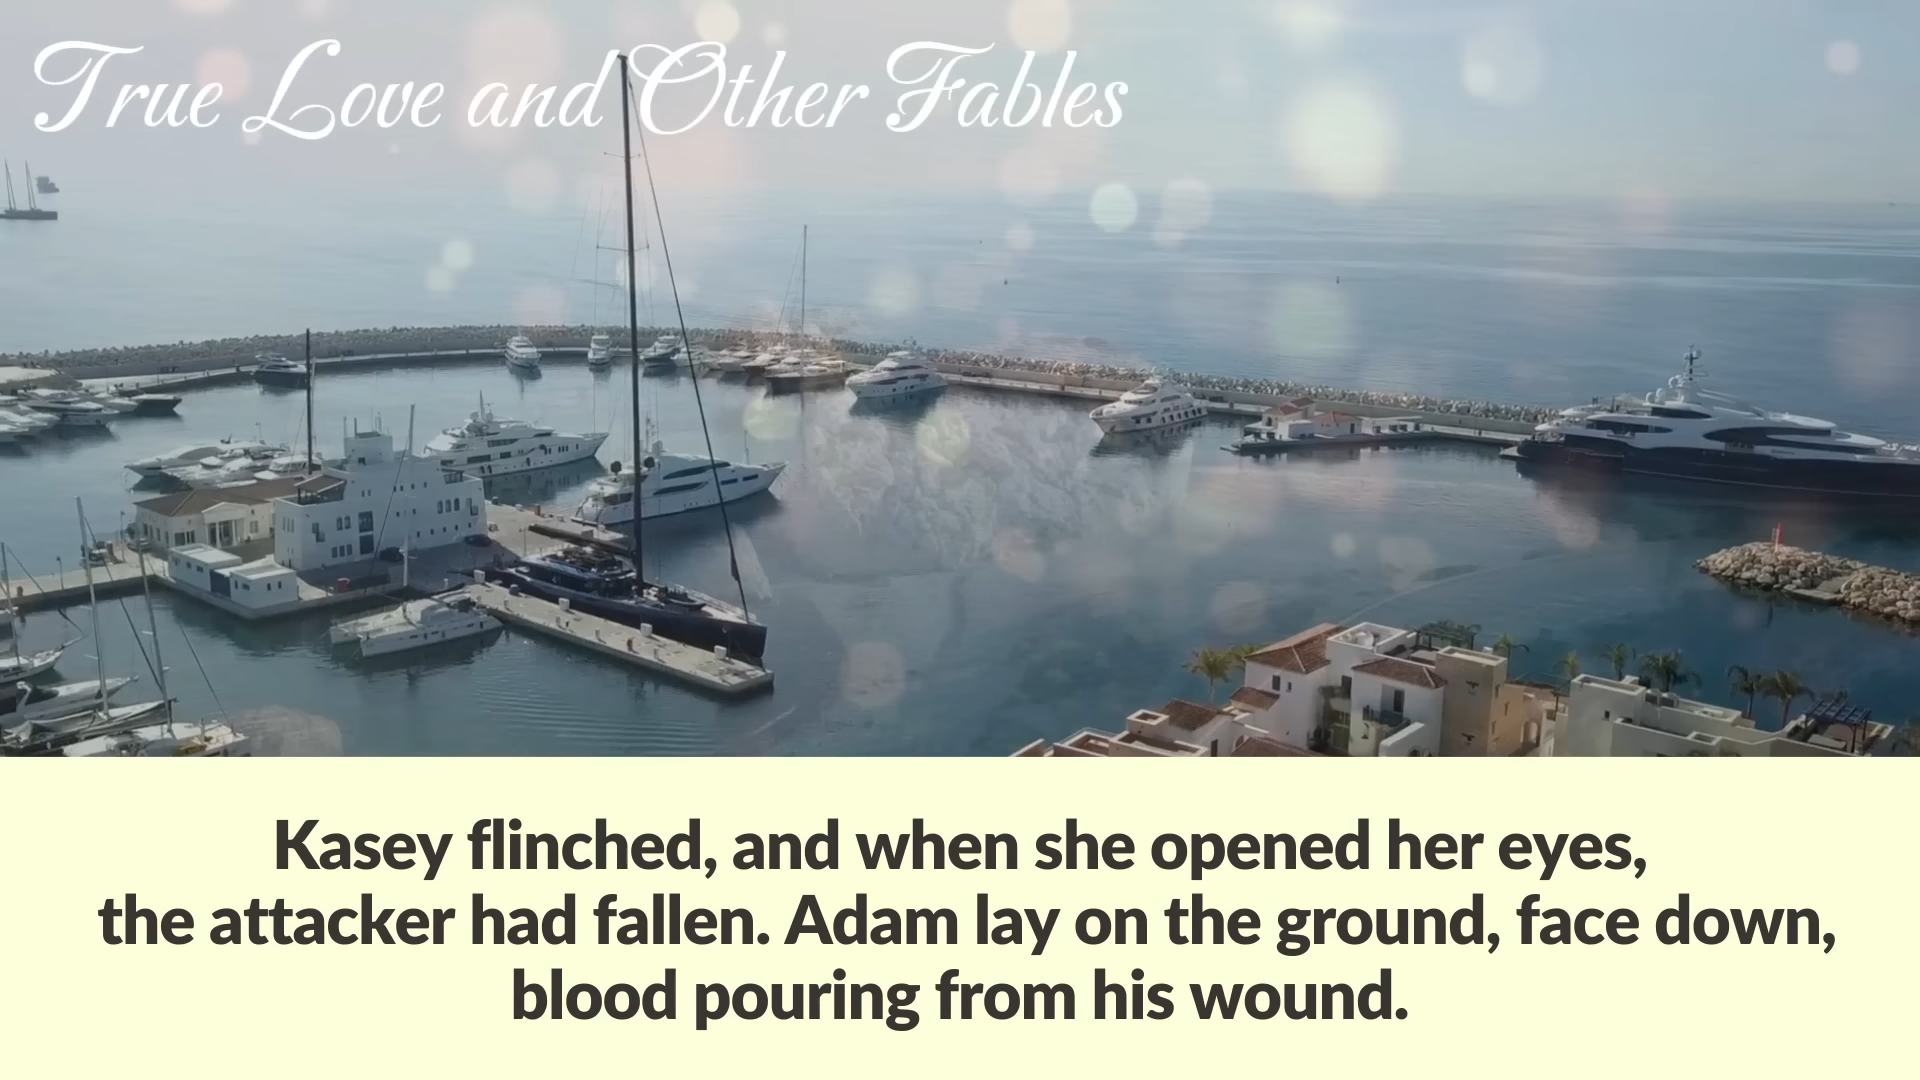 True Love and Other Fables
Kasey flinched, and when she opened her eyes,
the attacker had fallen. Adam lay on the ground, face down,
blood pouring from his wound.